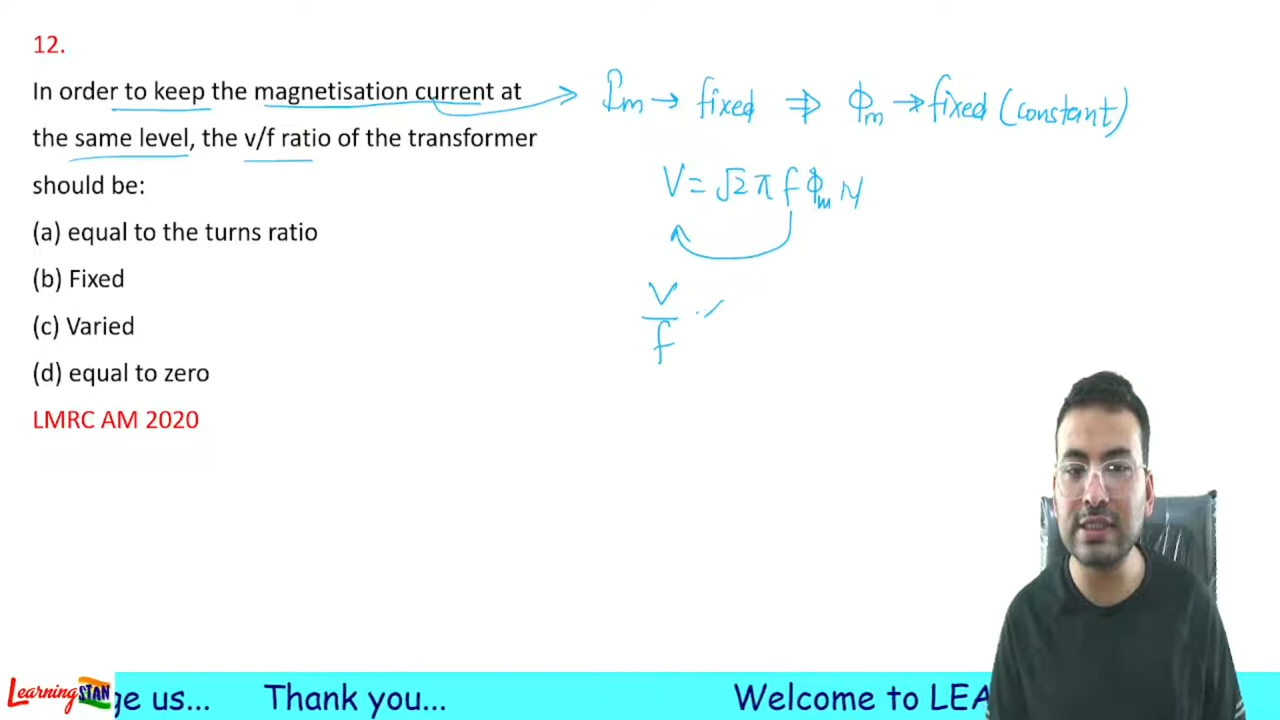 12.
In order to keep the magnetisation current at
the same level, the v/f ratio of the transformer
should be:
(a) equal to the turns ratio
(b) Fixed
(c) Varied
(d) equal to zero
LMRC AM 2020
Im → fixed ⇒ Φm → fixed (constant)
V = √2 π f Φm N
V
f
LearningSTAN
ge us... Thank you... Welcome to LEA